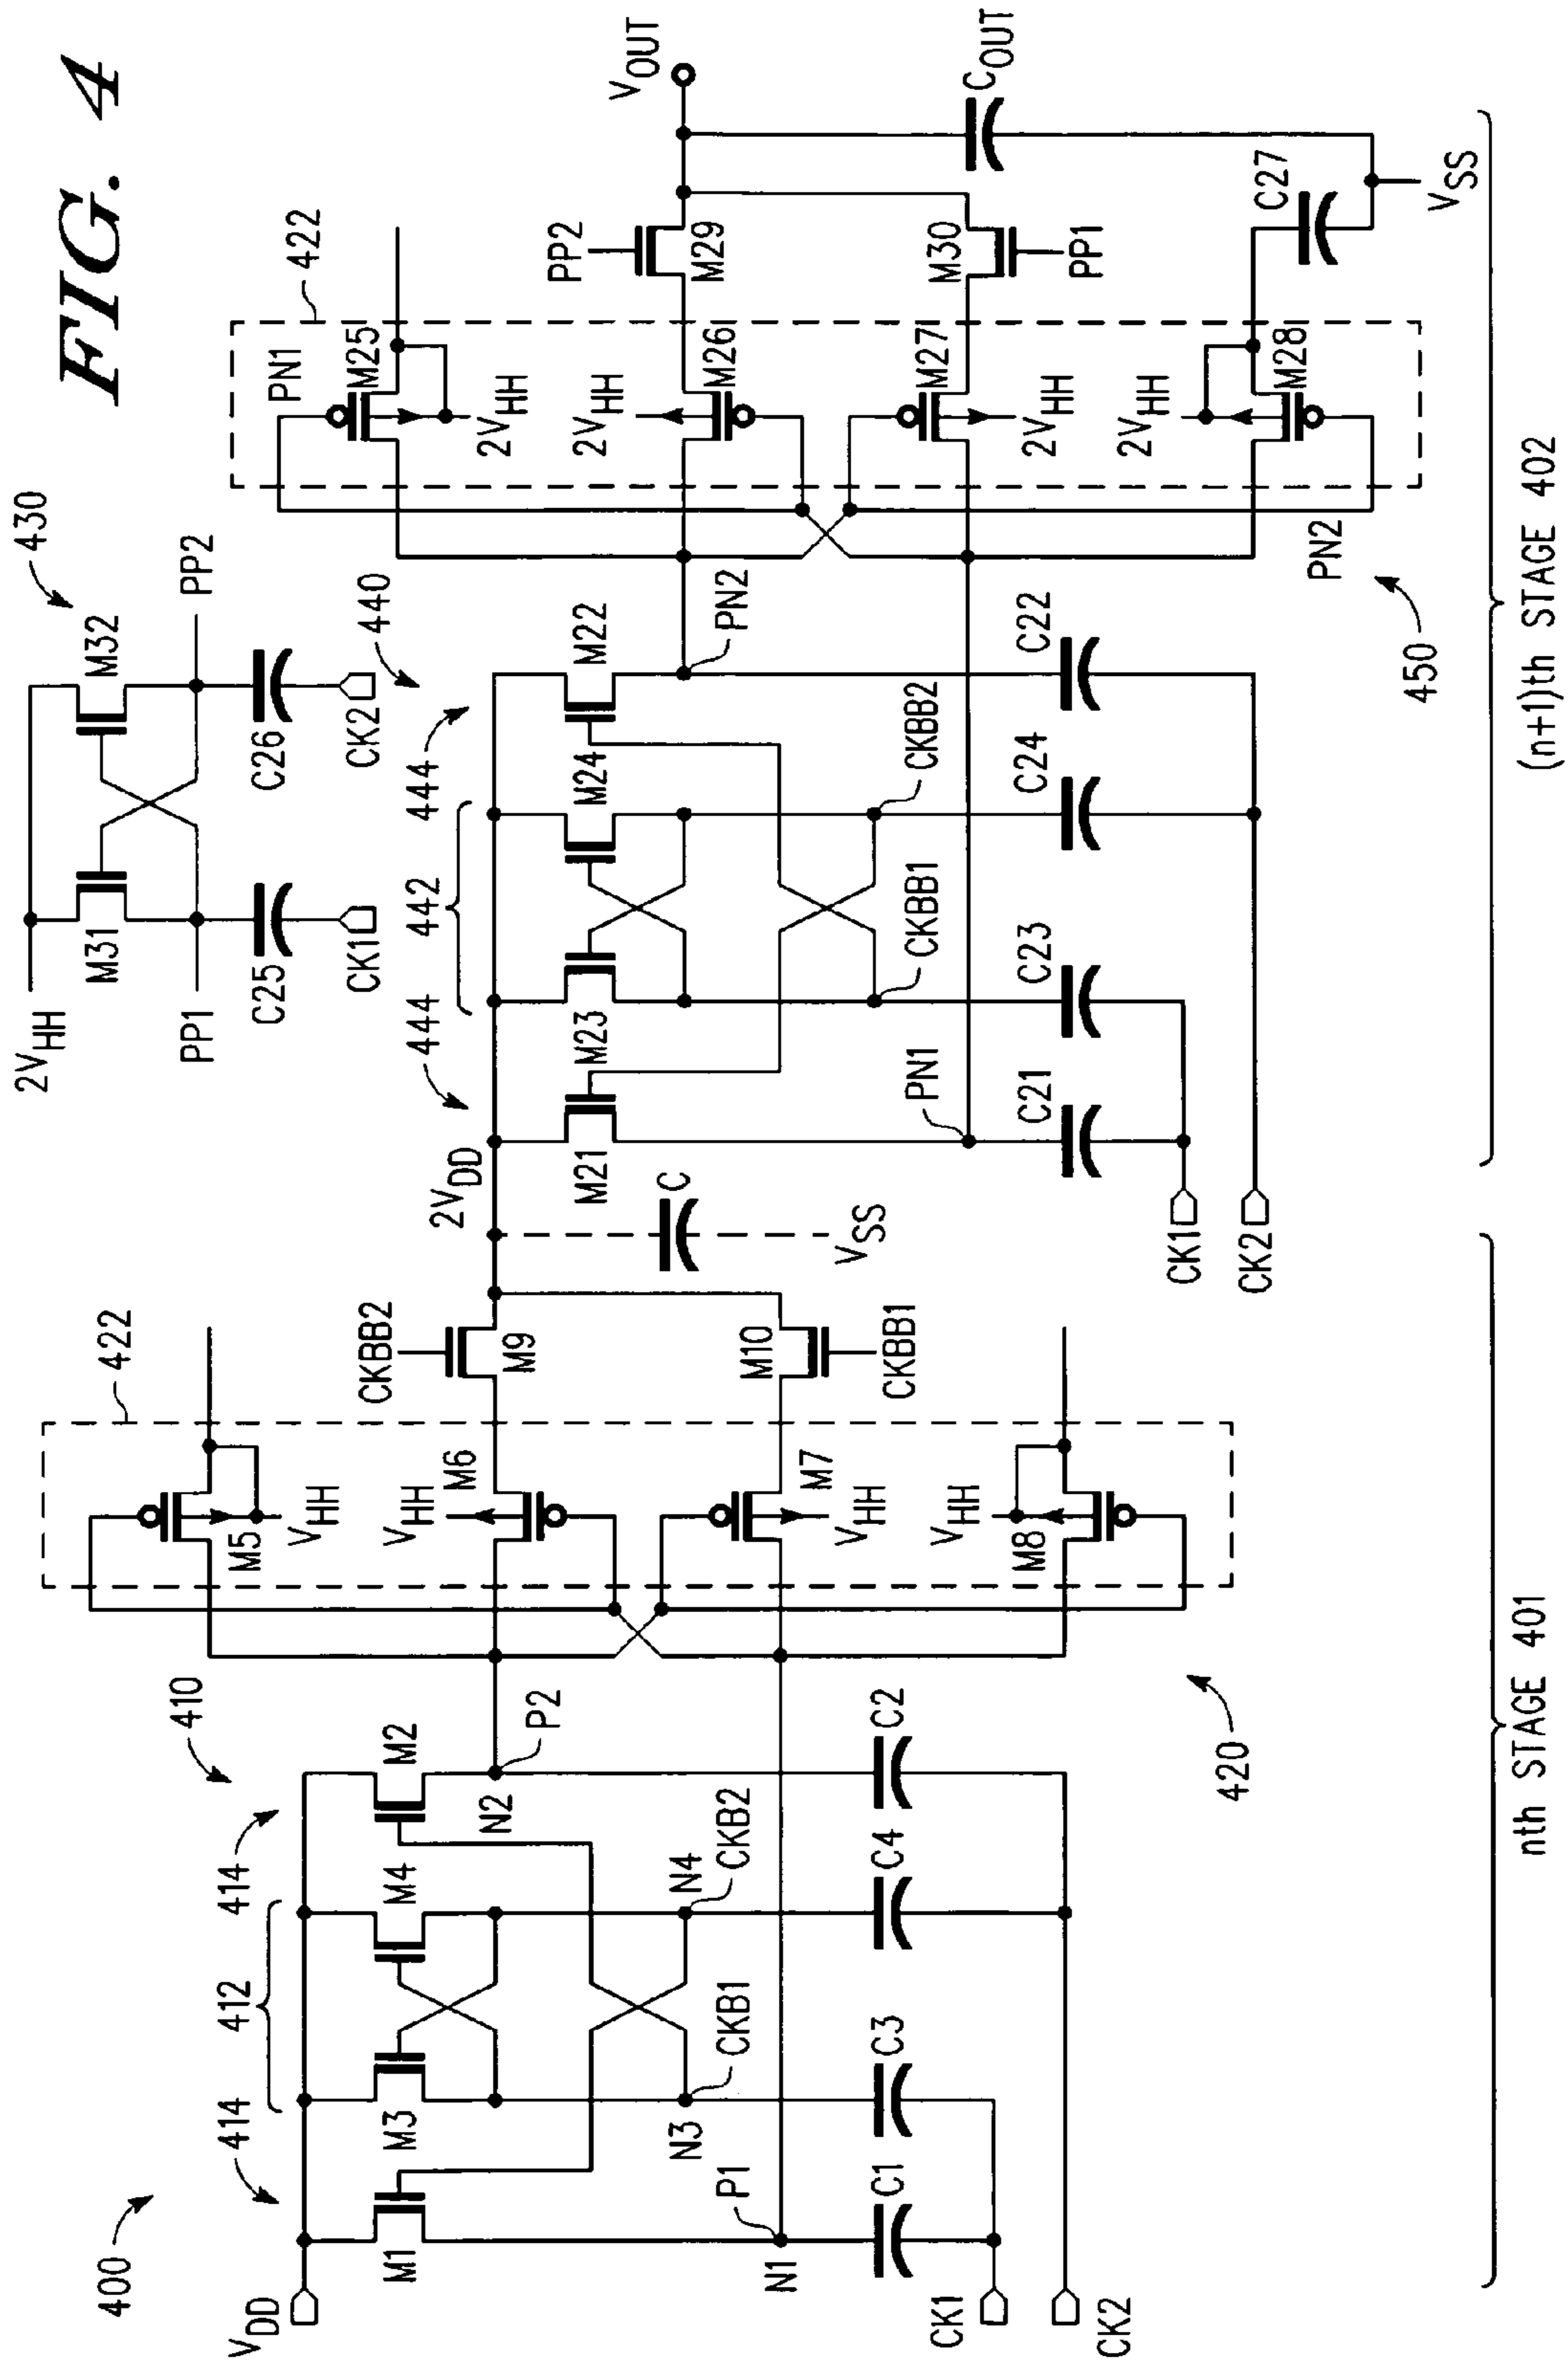 FIG. 4
400
414
412
414
410
V_DD
M1
M3
M4
M2
N2
P2
N3
CKB1
N4
CKB2
P1
N1
C1
C3
C4
C2
CK1
CK2
nth STAGE 401
420
422
M5
V_HH
V_HH
M6
M7
V_HH
V_HH
M8
CKBB2
M9
M10
CKBB1
2V_DD
C
V_SS
430
2V_HH
M31
M32
PP1
PP2
C25
C26
CK1
CK2
444
442
444
440
M21
M23
M24
M22
PN2
CKBB1
CKBB2
PN1
C21
C23
C24
C22
CK1
CK2
422
PN1
M25
2V_HH
2V_HH
M26
M27
2V_HH
2V_HH
M28
PN2
450
PP2
M29
M30
PP1
V_OUT
C_OUT
C27
V_SS
(n+1)th STAGE 402